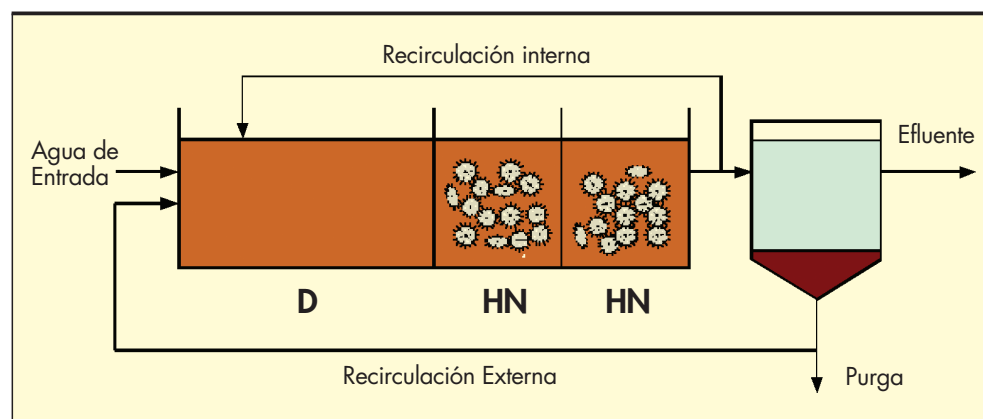 Recirculación interna
Agua de
Entrada
Efluente
D
HN
HN
Recirculación Externa
Purga